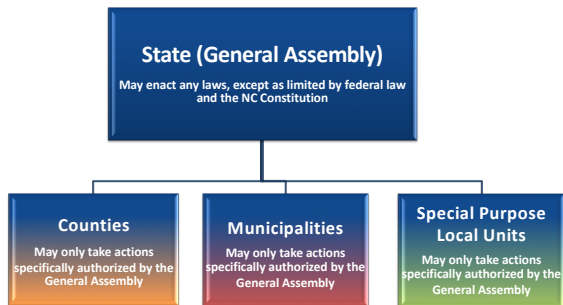 State (General Assembly)
May enact any laws, except as limited by federal law
and the NC Constitution
Counties
May only take actions
specifically authorized by the
General Assembly
Municipalities
May only take actions
specifically authorized by the
General Assembly
Special Purpose
Local Units
May only take actions
specifically authorized by the
General Assembly